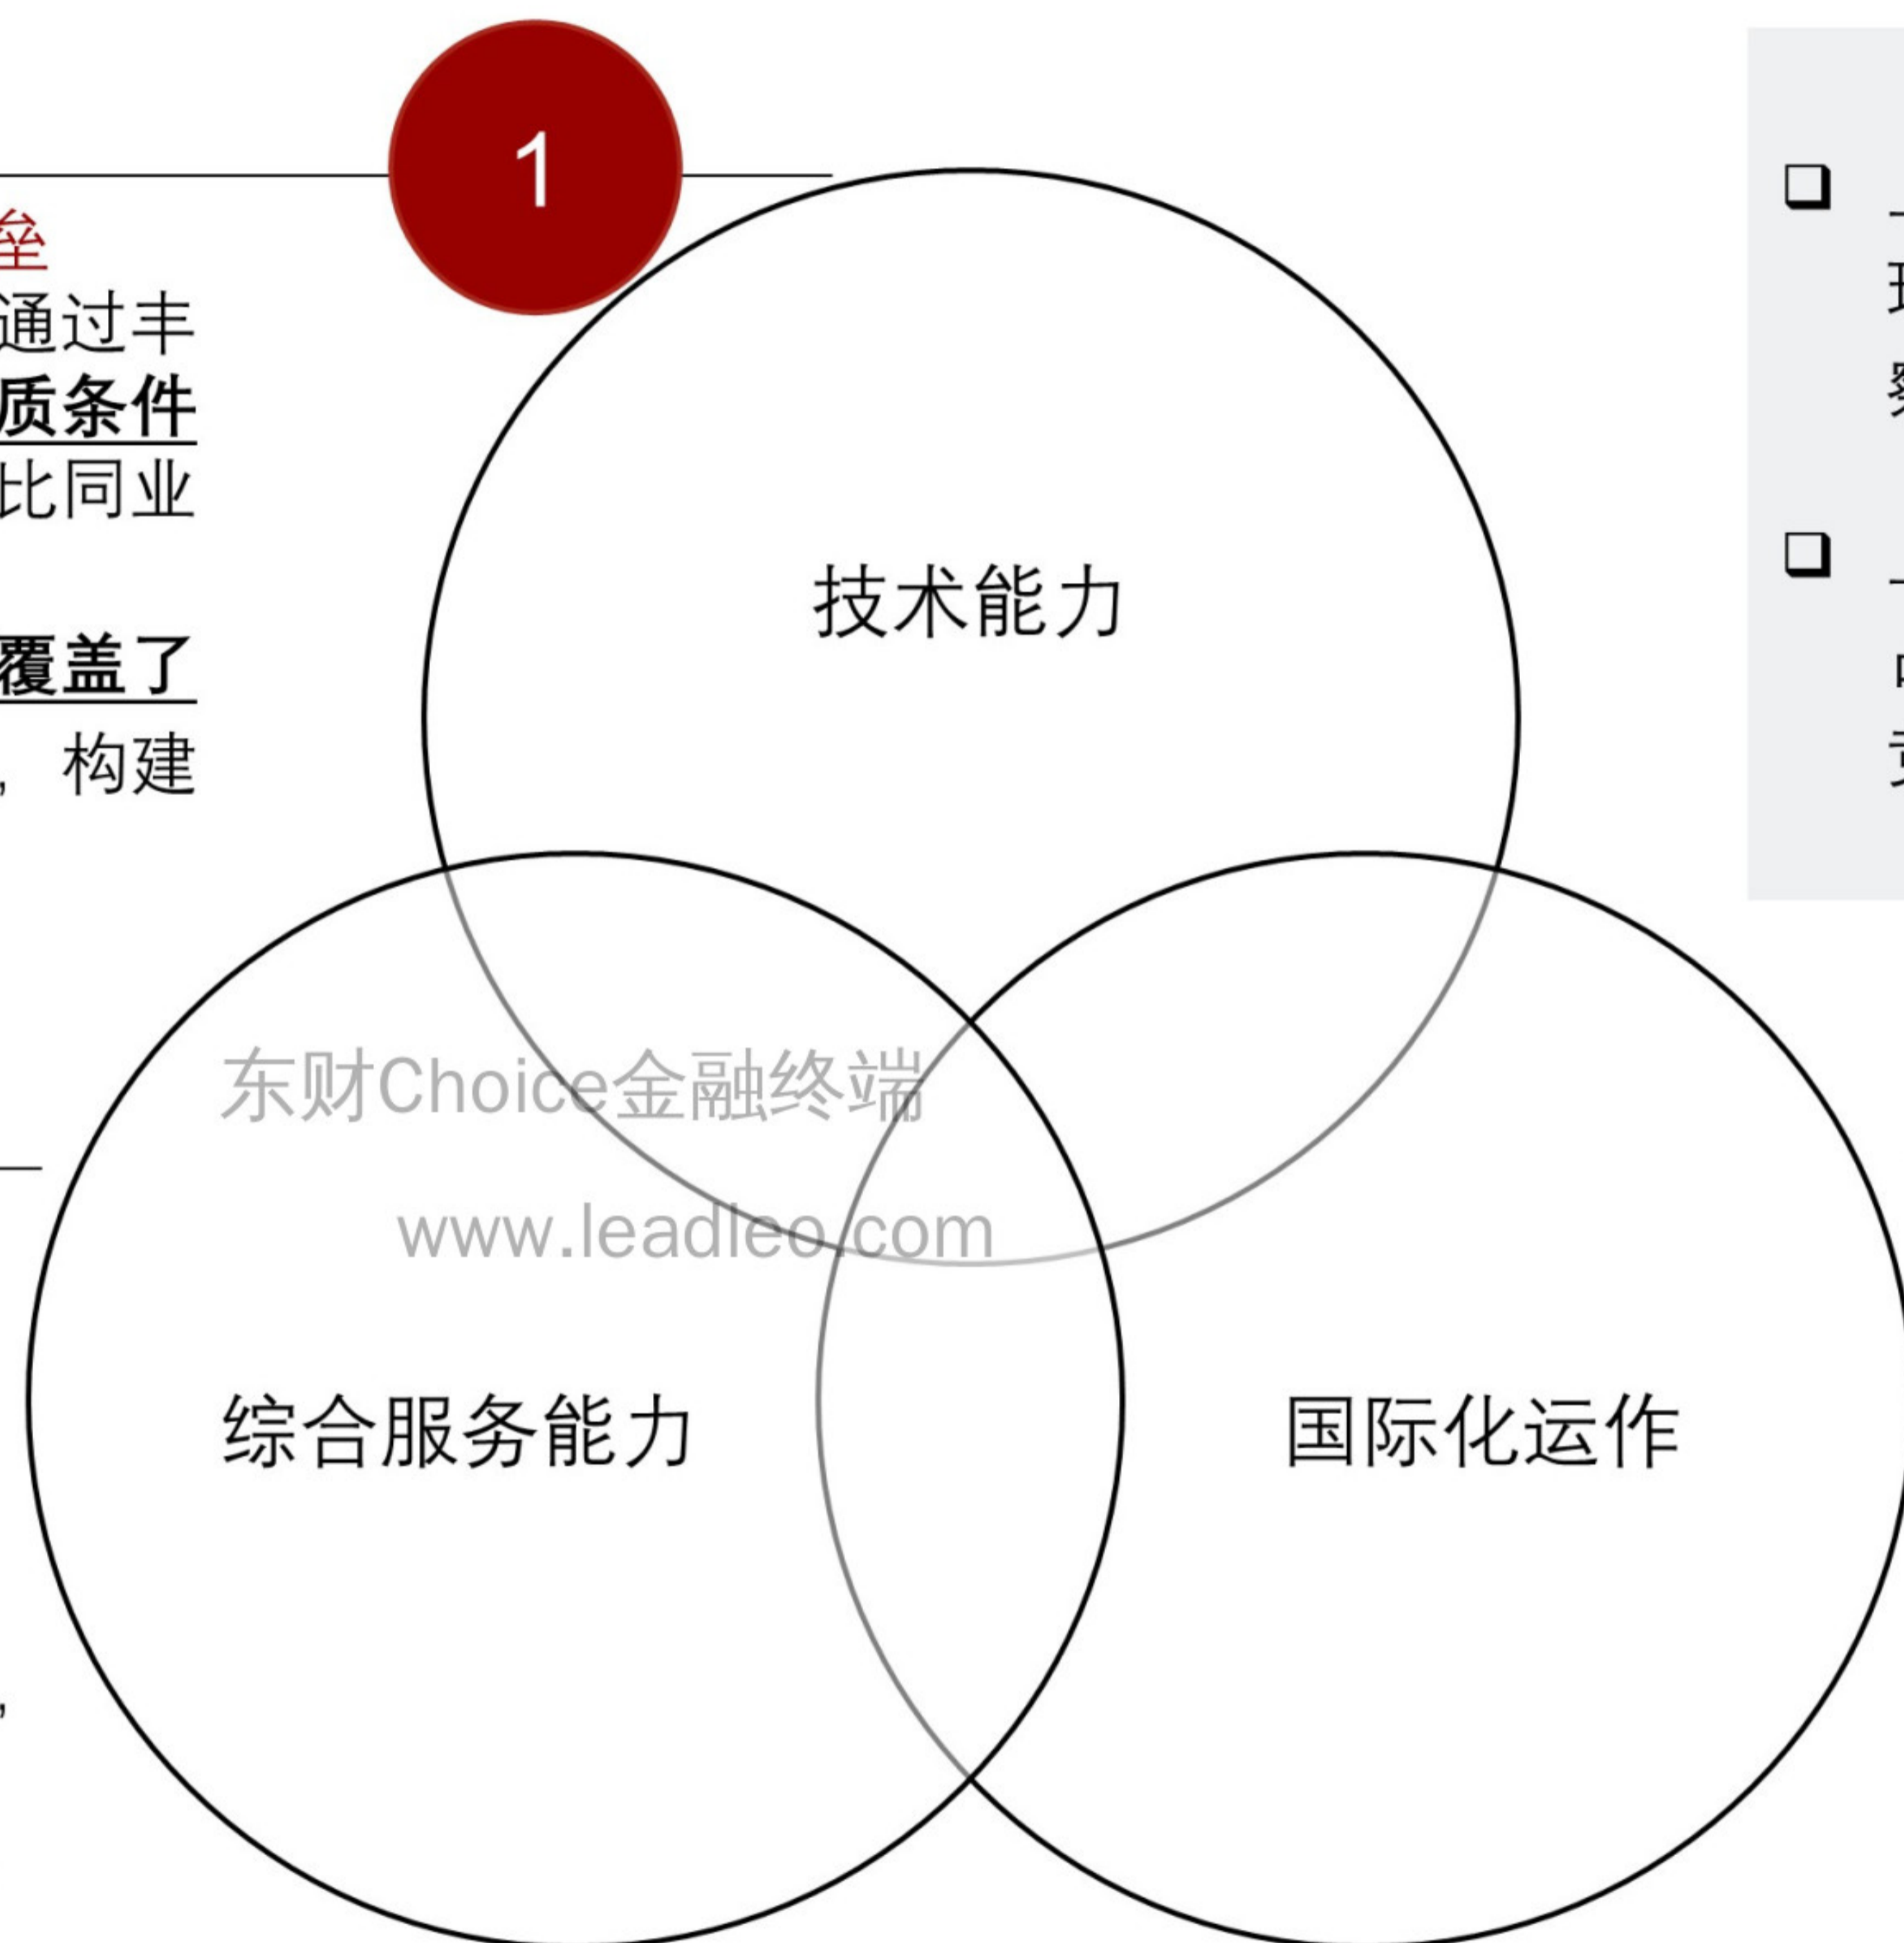 1
垒
通过丰
质条件
比同业
覆盖了
，构建
技术能力
东财Choice金融终端
www.leadleo.com
综合服务能力
国际化运作
，